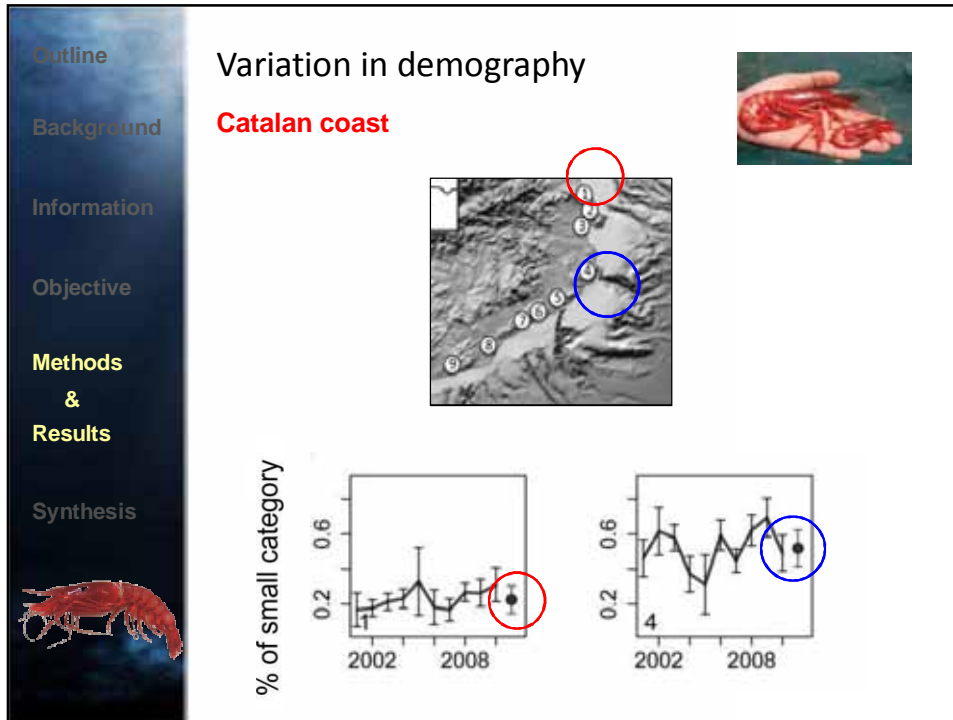 Outline
Background
Information
Objective
Methods
&
Results
Synthesis
Variation in demography
Catalan coast
1
2
3
4
5
6
7
8
9
% of small category
0.6
0.2
1
2002 2008
0.6
0.2
4
2002 2008